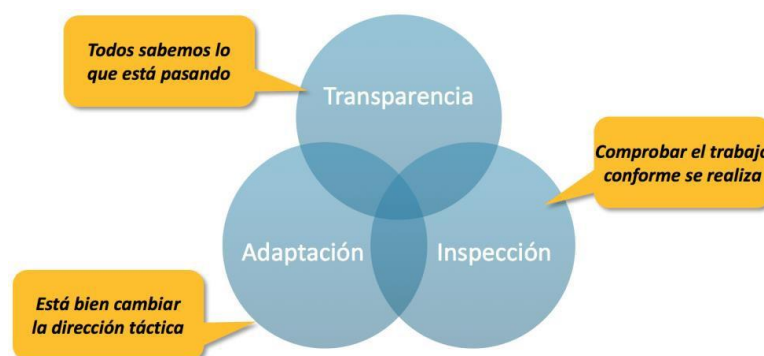 Todos sabemos lo
que está pasando
Transparencia
Comprobar el trabajo
conforme se realiza
Adaptación
Inspección
Está bien cambiar
la dirección táctica